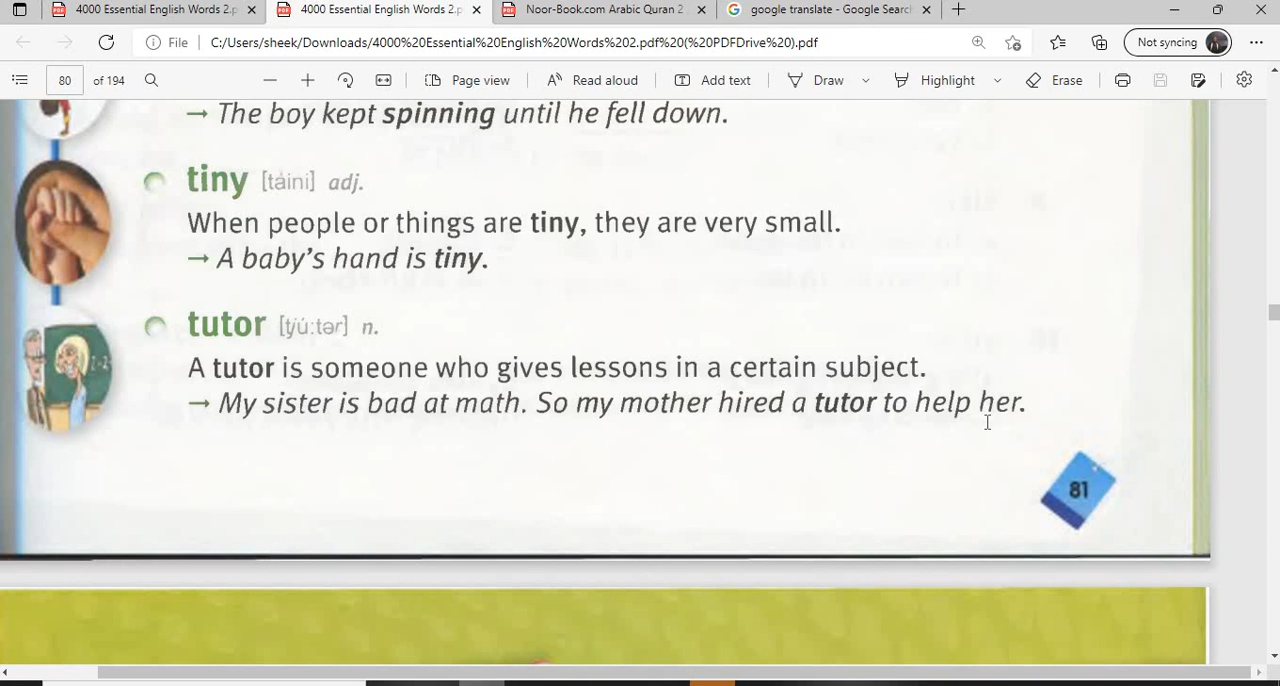 4000 Essential English Words 2.p
4000 Essential English Words 2.p
Noor-Book.com Arabic Quran 2
google translate - Google Searc
File
C:/Users/sheek/Downloads/4000%20Essential%20English%20Words%202.pdf%20(%20PDFDrive%20).pdf
Not syncing
80 of 194
Page view
Read aloud
Add text
Draw
Highlight
Erase
→ The boy kept spinning until he fell down.
tiny [táini] adj.
When people or things are tiny, they are very small.
→ A baby's hand is tiny.
tutor [tjú:tər] n.
A tutor is someone who gives lessons in a certain subject.
→ My sister is bad at math. So my mother hired a tutor to help her.
81